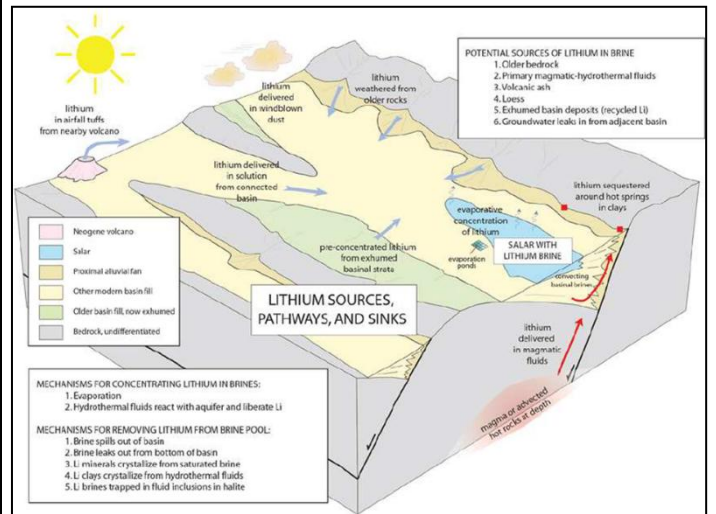 lithium
in airfall tuffs
from nearby volcano
lithium
delivered
in windblown
dust
lithium
weathered from
older rocks
POTENTIAL SOURCES OF LITHIUM IN BRINE
1. Older bedrock
2. Primary magmatic-hydrothermal fluids
3. Volcanic ash
4. Loess
5. Exhumed basin deposits (recycled Li)
6. Groundwater leaks in from adjacent basin
lithium delivered
in solution
from connected
basin
lithium sequestered
around hot springs
in clays
evaporative
concentration
of lithium
SALAR WITH
LITHIUM BRINE
evaporation
ponds
pre-concentrated lithium
from exhumed
basinal strata
convecting
basinal brines
Neogene volcano
Salar
Proximal alluvial fan
Other modern basin fill
Older basin fill, now exhumed
Bedrock, undifferentiated
LITHIUM SOURCES,
PATHWAYS, AND SINKS
lithium
delivered
in magmatic
fluids
magma or advected
hot rocks at depth
MECHANISMS FOR CONCENTRATING LITHIUM IN BRINES:
1. Evaporation
2. Hydrothermal fluids react with aquifer and liberate Li
MECHANISMS FOR REMOVING LITHIUM FROM BRINE POOL:
1. Brine spills out of basin
2. Brine leaks out from bottom of basin
3. Li minerals crystallize from saturated brine
4. Li clays crystallize from hydrothermal fluids
5. Li brines trapped in fluid inclusions in halite